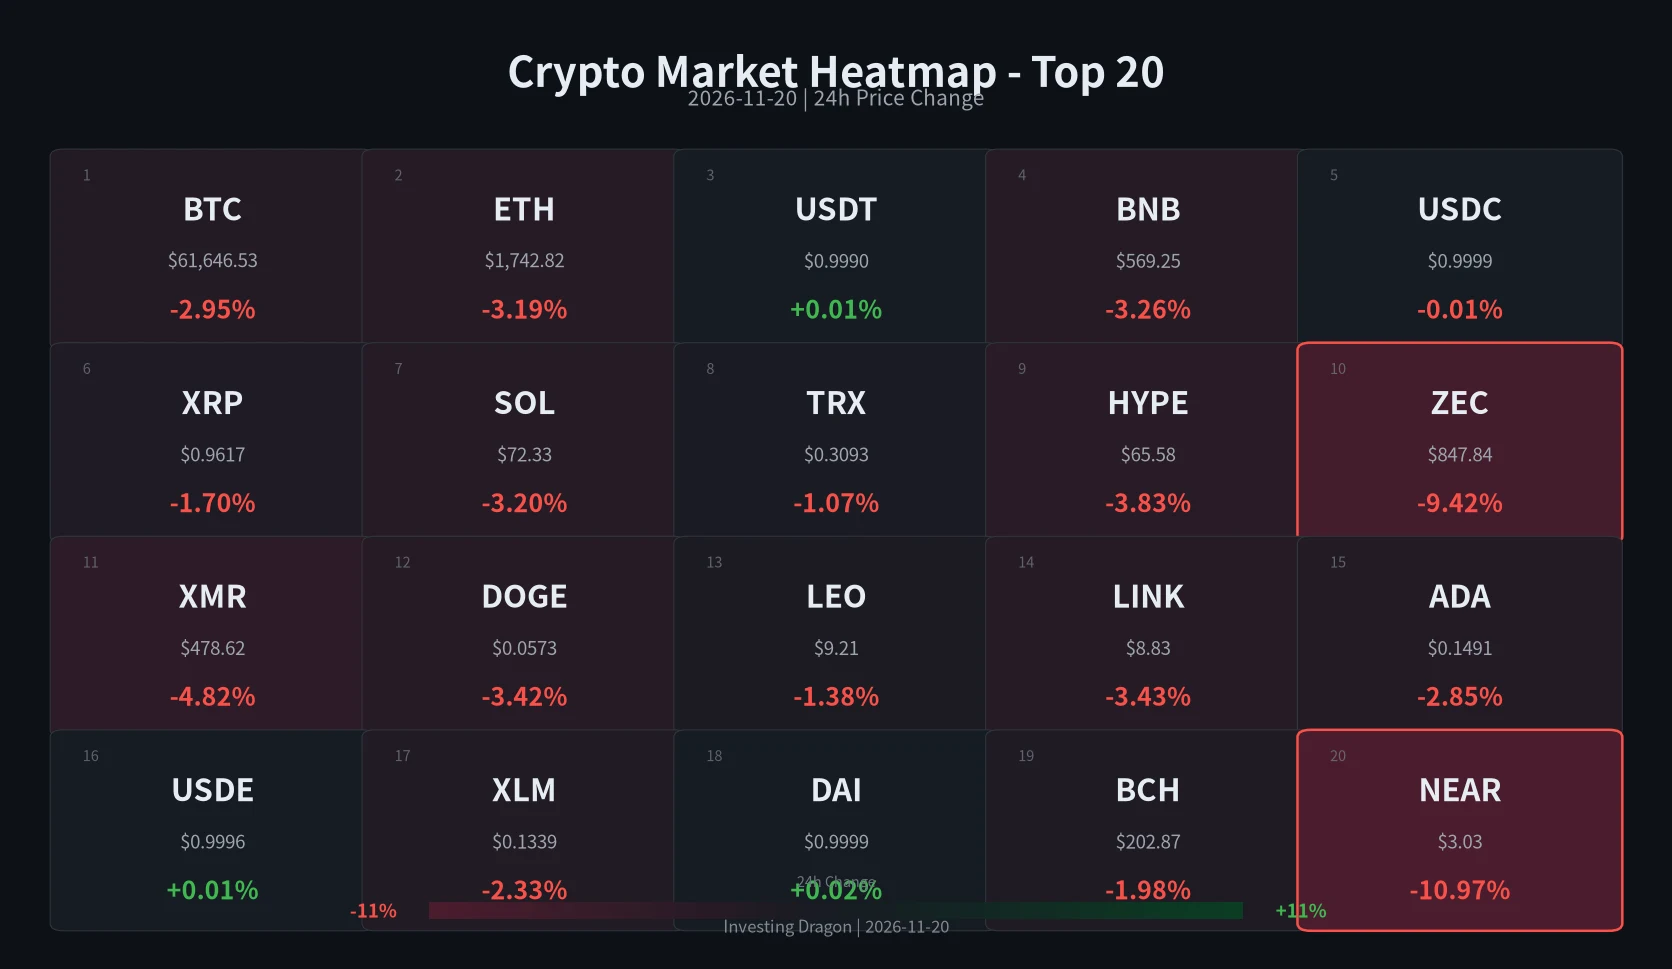 Crypto Market Heatmap - Top 20
2026-11-20 | 24h Price Change
1
BTC
$61,646.53
-2.95%
2
ETH
$1,742.82
-3.19%
3
USDT
$0.9990
+0.01%
4
BNB
$569.25
-3.26%
5
USDC
$0.9999
-0.01%
6
XRP
$0.9617
-1.70%
7
SOL
$72.33
-3.20%
8
TRX
$0.3093
-1.07%
9
HYPE
$65.58
-3.83%
10
ZEC
$847.84
-9.42%
11
XMR
$478.62
-4.82%
12
DOGE
$0.0573
-3.42%
13
LEO
$9.21
-1.38%
14
LINK
$8.83
-3.43%
15
ADA
$0.1491
-2.85%
16
USDE
$0.9996
+0.01%
17
XLM
$0.1339
-2.33%
18
DAI
$0.9999
+0.02%
19
BCH
$202.87
-1.98%
20
NEAR
$3.03
-10.97%
24h Change
-11%
+11%
Investing Dragon | 2026-11-20